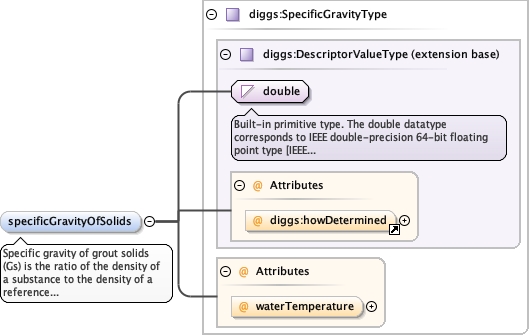 diggs:SpecificGravityType
diggs:DescriptorValueType (extension base)
double
Built-in primitive type. The double datatype
corresponds to IEEE double-precision 64-bit floating
point type [IEEE...
@ Attributes
diggs:howDetermined
specificGravityOfSolids
Specific gravity of grout solids
(Gs) is the ratio of the density of
a substance to the density of a
reference...
@ Attributes
@ waterTemperature